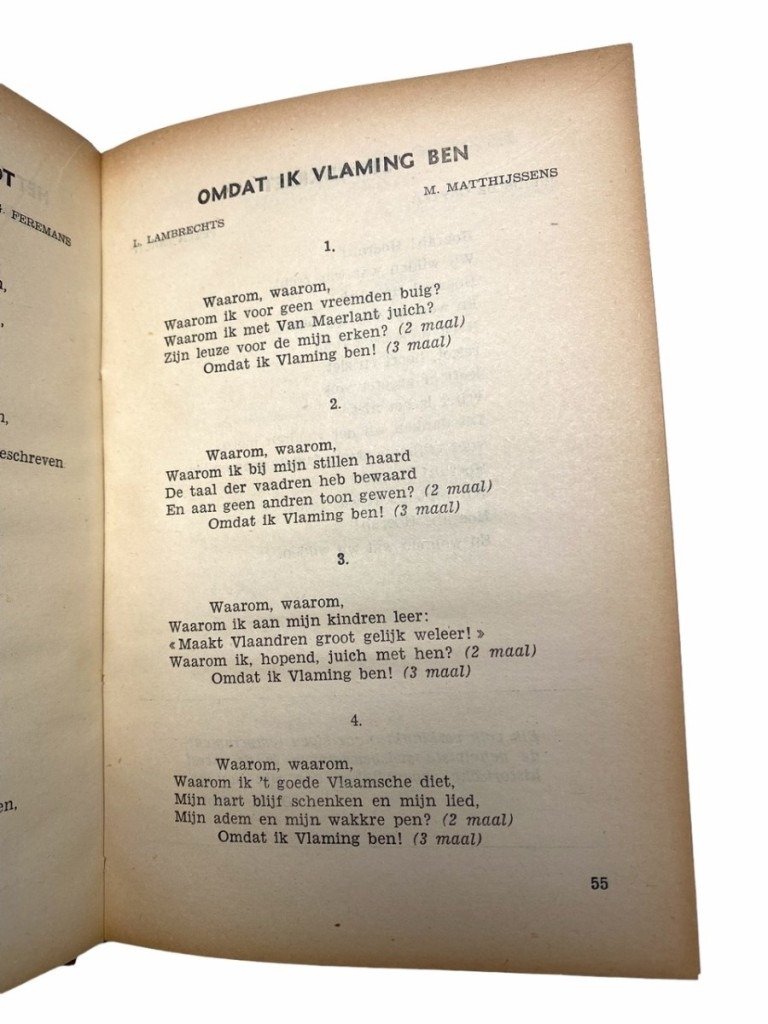 OT
FEREMANS
eschreven
en,
OMDAT IK VLAMING BEN
L. LAMBRECHTS
M. MATTHIJSSENS
1.
Waarom, waarom,
Waarom ik voor geen vreemden buig?
Waarom ik met Van Maerlant juich?
Zijn leuze voor de mijn erken? (2 maal)
Omdat ik Vlaming ben! (3 maal)
2.
Waarom, waarom,
Waarom ik bij mijn stillen haard
De taal der vaadren heb bewaard
En aan geen andren toon gewen? (2 maal)
Omdat ik Vlaming ben! (3 maal)
3.
Waarom, waarom,
Waarom ik aan mijn kindren leer:
« Maakt Vlaandren groot gelijk weleer! »
Waarom ik, hopend, juich met hen? (2 maal)
Omdat ik Vlaming ben! (3 maal)
4.
Waarom, waarom,
Waarom ik 't goede Vlaamsche diet,
Mijn hart blijf schenken en mijn lied,
Mijn adem en mijn wakkre pen? (2 maal)
Omdat ik Vlaming ben! (3 maal)
55